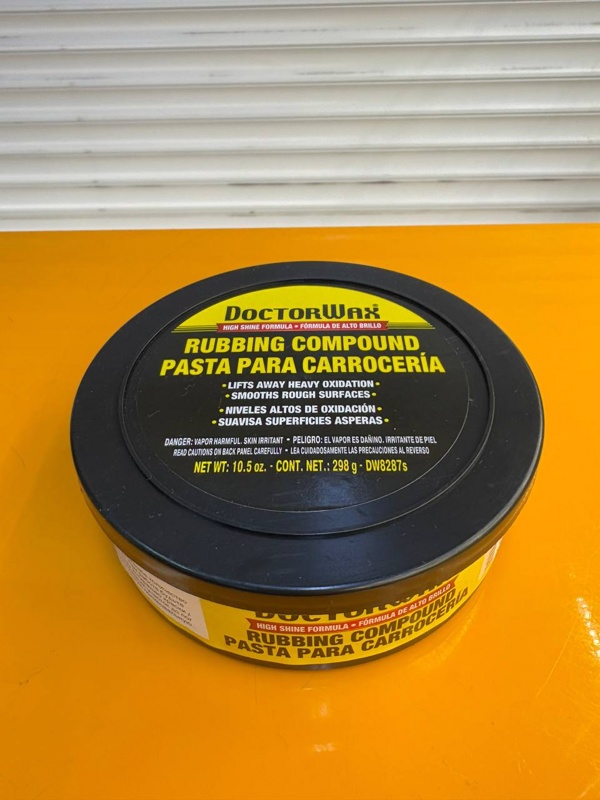 DOCTORWAX®
HIGH SHINE FORMULA • FÓRMULA DE ALTO BRILLO
RUBBING COMPOUND
PASTA PARA CARROCERÍA
• LIFTS AWAY HEAVY OXIDATION •
• SMOOTHS ROUGH SURFACES •
• NIVELES ALTOS DE OXIDACIÓN •
• SUAVISA SUPERFICIES ASPERAS •
DANGER: VAPOR HARMFUL. SKIN IRRITANT • PELIGRO: EL VAPOR ES DAÑINO. IRRITANTE DE PIEL
READ CAUTIONS ON BACK PANEL CAREFULLY • LEA CUIDADOSAMENTE LAS PRECAUCIONES AL REVERSO
NET WT: 10.5 oz. - CONT. NET.: 298 g - DW8287s
DOCTORWAX
HIGH SHINE FORMULA • FÓRMULA DE ALTO BRILLO
RUBBING COMPOUND
PASTA PARA CARROCERÍA